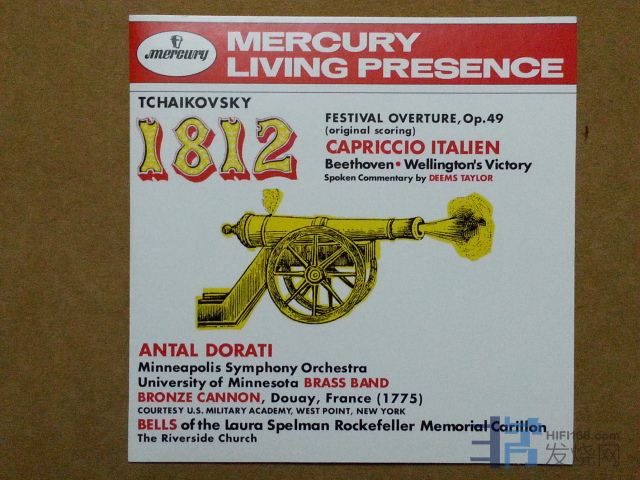 mercury
MERCURY
LIVING PRESENCE
TCHAIKOVSKY
1812
FESTIVAL OVERTURE, Op.49
(original scoring)
CAPRICCIO ITALIEN
Beethoven • Wellington's Victory
Spoken Commentary by DEEMS TAYLOR
ANTAL DORATI
Minneapolis Symphony Orchestra
University of Minnesota BRASS BAND
BRONZE CANNON, Douay, France (1775)
COURTESY U.S. MILITARY ACADEMY, WEST POINT, NEW YORK
BELLS of the Laura Spelman Rockefeller Memorial Carillon
The Riverside Church
HIFI168.com
发烧网